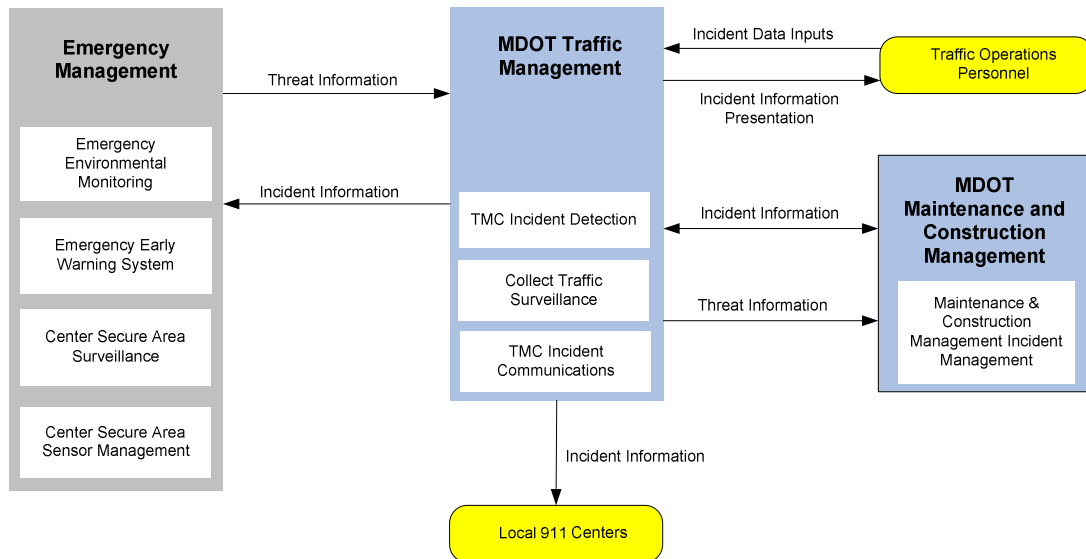 Emergency
Management
Emergency
Environmental
Monitoring
Emergency Early
Warning System
Center Secure Area
Surveillance
Center Secure Area
Sensor Management
Threat Information
Incident Information
MDOT Traffic
Management
TMC Incident Detection
Collect Traffic
Surveillance
TMC Incident
Communications
Incident Data Inputs
Incident Information
Presentation
Traffic Operations
Personnel
Incident Information
Threat Information
MDOT
Maintenance and
Construction
Management
Maintenance &
Construction
Management Incident
Management
Incident Information
Local 911 Centers